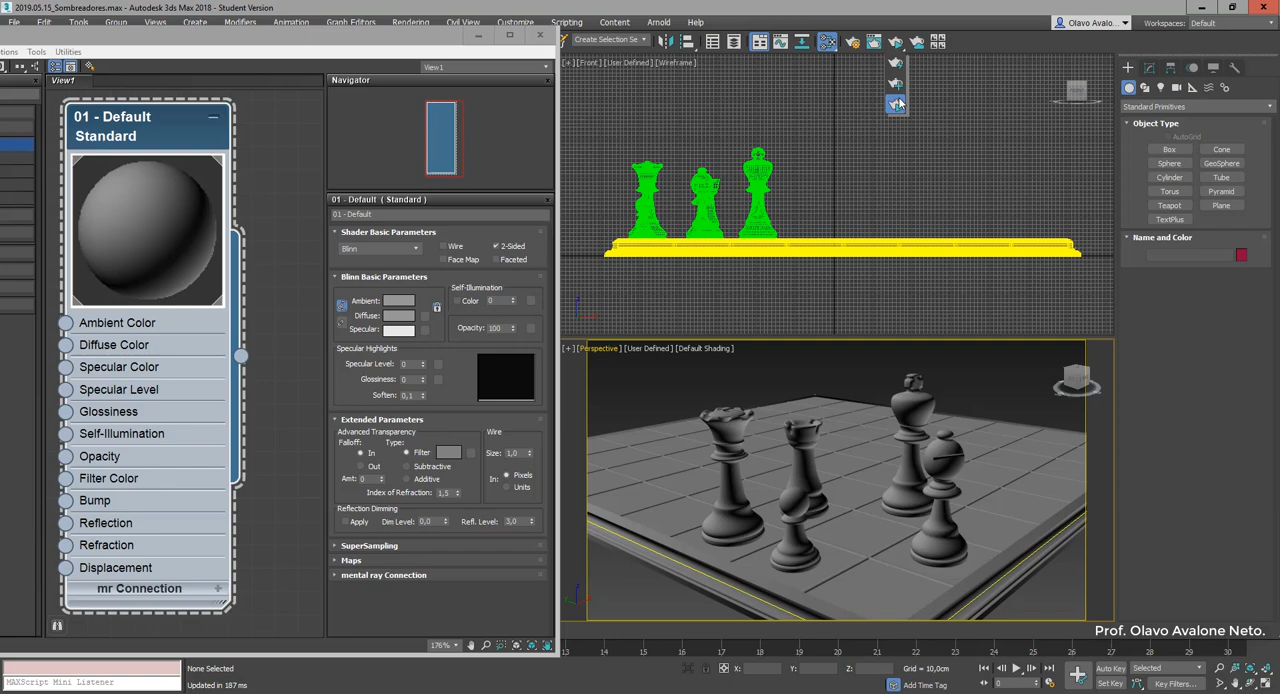 2019.05.15_Sombreadores.max - Autodesk 3ds Max 2018 - Student Version
Edit Tools Group Views Create Modifiers Animation Graph Editors Rendering Civil View Customize Scripting Content Arnold Help
Olavo Avalone... Workspaces: Default
Tools Utilities
Create Selection Se
View1
View1
Navigator
01 - Default
Standard
Ambient Color
Diffuse Color
Specular Color
Specular Level
Glossiness
Self-Illumination
Opacity
Filter Color
Bump
Reflection
Refraction
Displacement
mr Connection +
01 - Default ( Standard )
01 - Default
Shader Basic Parameters
Blinn Wire 2-Sided
Face Map Faceted
Blinn Basic Parameters
Self-Illumination
Ambient: Color 0
Diffuse:
Specular: Opacity: 100
Specular Highlights
Specular Level: 0
Glossiness: 0
Soften: 0,1
Extended Parameters
Advanced Transparency Wire
Falloff: Type: Size: 1,0
In Filter
Out Subtractive In: Pixels
Amt: 0 Additive Units
Index of Refraction: 1,5
Reflection Dimming
Apply Dim Level: 0,0 Refl. Level: 3,0
SuperSampling
Maps
mental ray Connection
176%
[+] [Front] [User Defined] [Wireframe]
[+] [Perspective] [User Defined] [Default Shading]
Standard Primitives
Object Type
AutoGrid
Box Cone
Sphere GeoSphere
Cylinder Tube
Torus Pyramid
Teapot Plane
TextPlus
Name and Color
Prof. Olavo Avalone Neto.
13 14 15 16 17 18 19 20 21 22 23 24 25 26 27 28 29 30
MAXScript Mini Listener
None Selected
Updated in 187 ms
X: Y: Z: Grid = 10,0cm
Add Time Tag
0
Auto Key Selected
Set Key Key Filters...